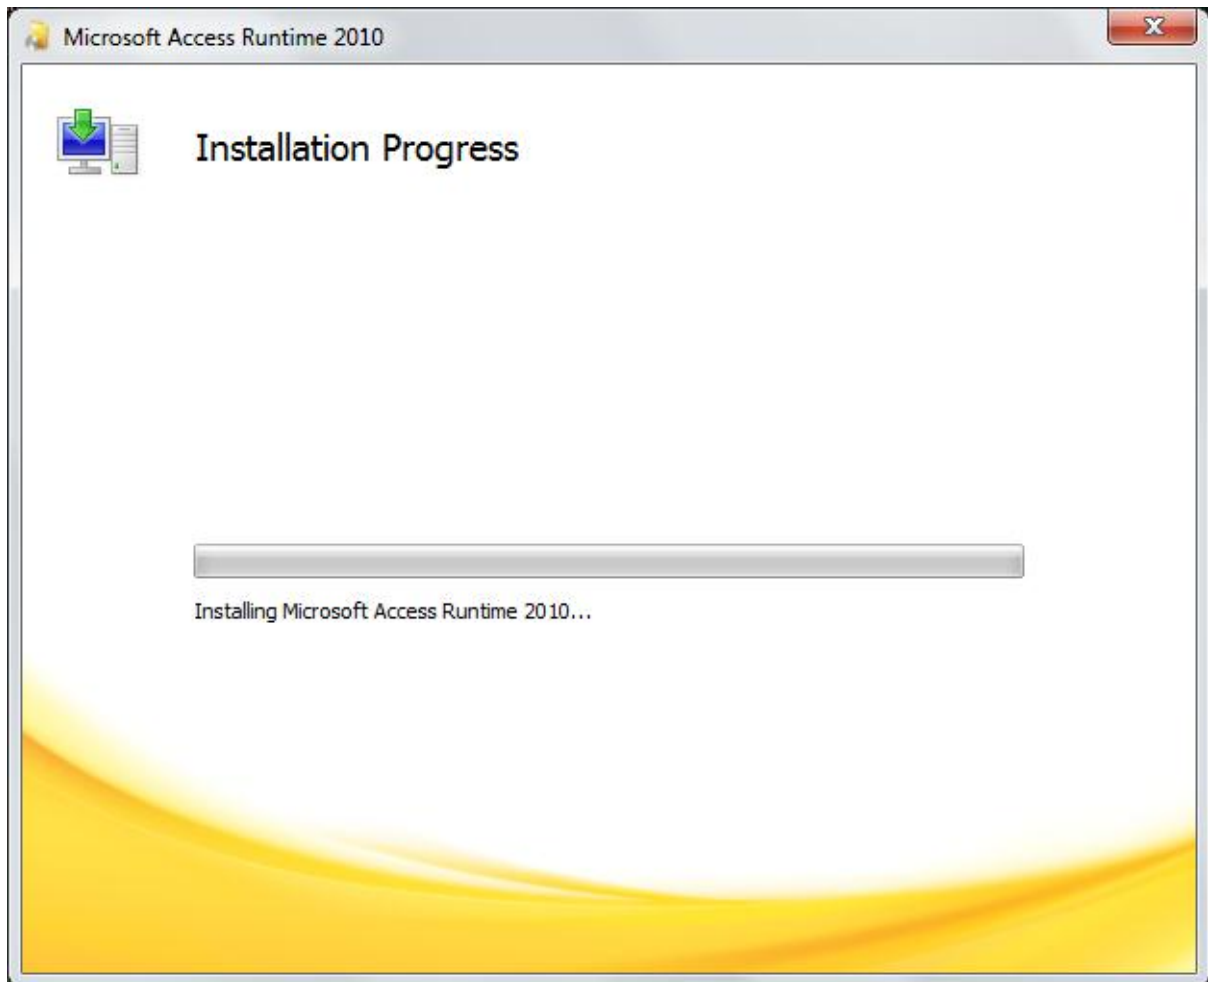 Microsoft Access Runtime 2010
Installation Progress
Installing Microsoft Access Runtime 2010...